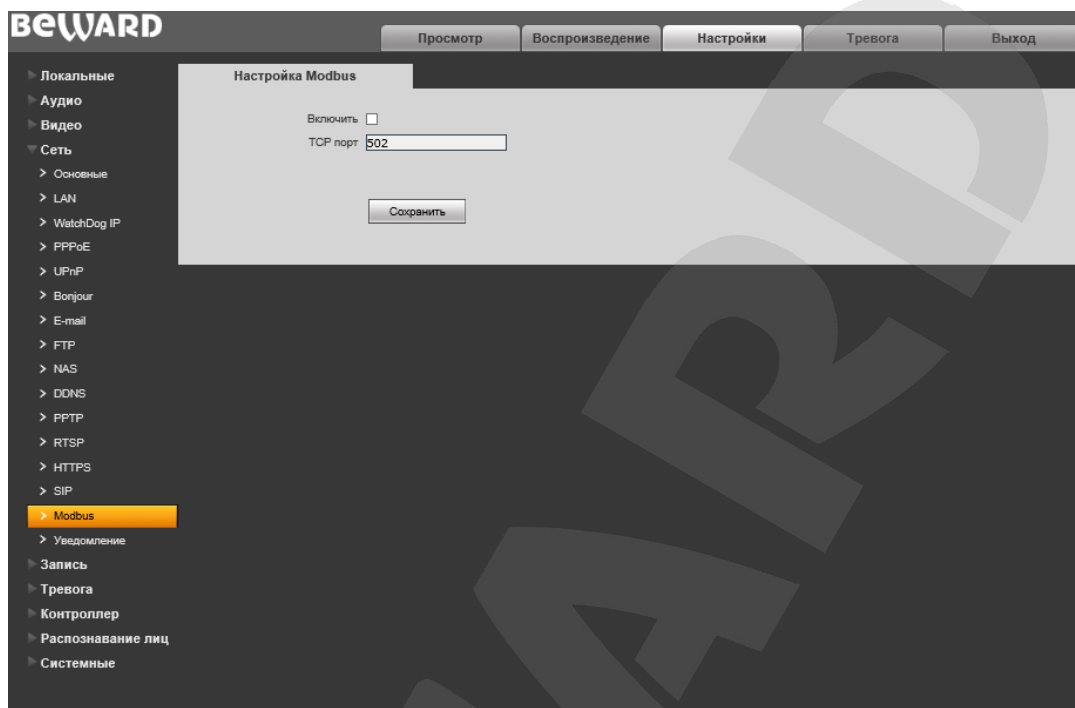 BEWARD
Просмотр Воспроизведение Настройки Тревога Выход
Локальные
Аудио
Видео
Сеть
Основные
LAN
WatchDog IP
PPPoE
UPnP
Bonjour
E-mail
FTP
NAS
DDNS
PPTP
RTSP
HTTPS
SIP
Modbus
Уведомление
Запись
Тревога
Контроллер
Распознавание лиц
Системные
Настройка Modbus
Включить
TCP порт 502
Сохранить
WARD